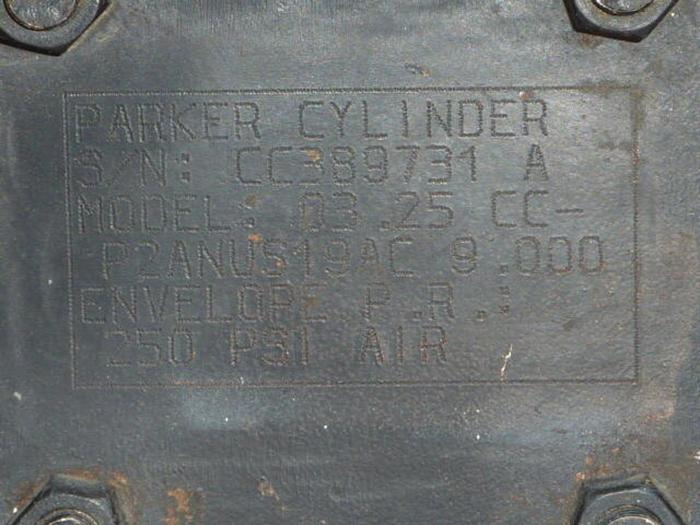 PARKER CYLINDER
S/N: CC389731 A
MODEL: 03.25 CC-
P2ANUS19AC 9.000
ENVELOPE P.R.:
250 PSI AIR